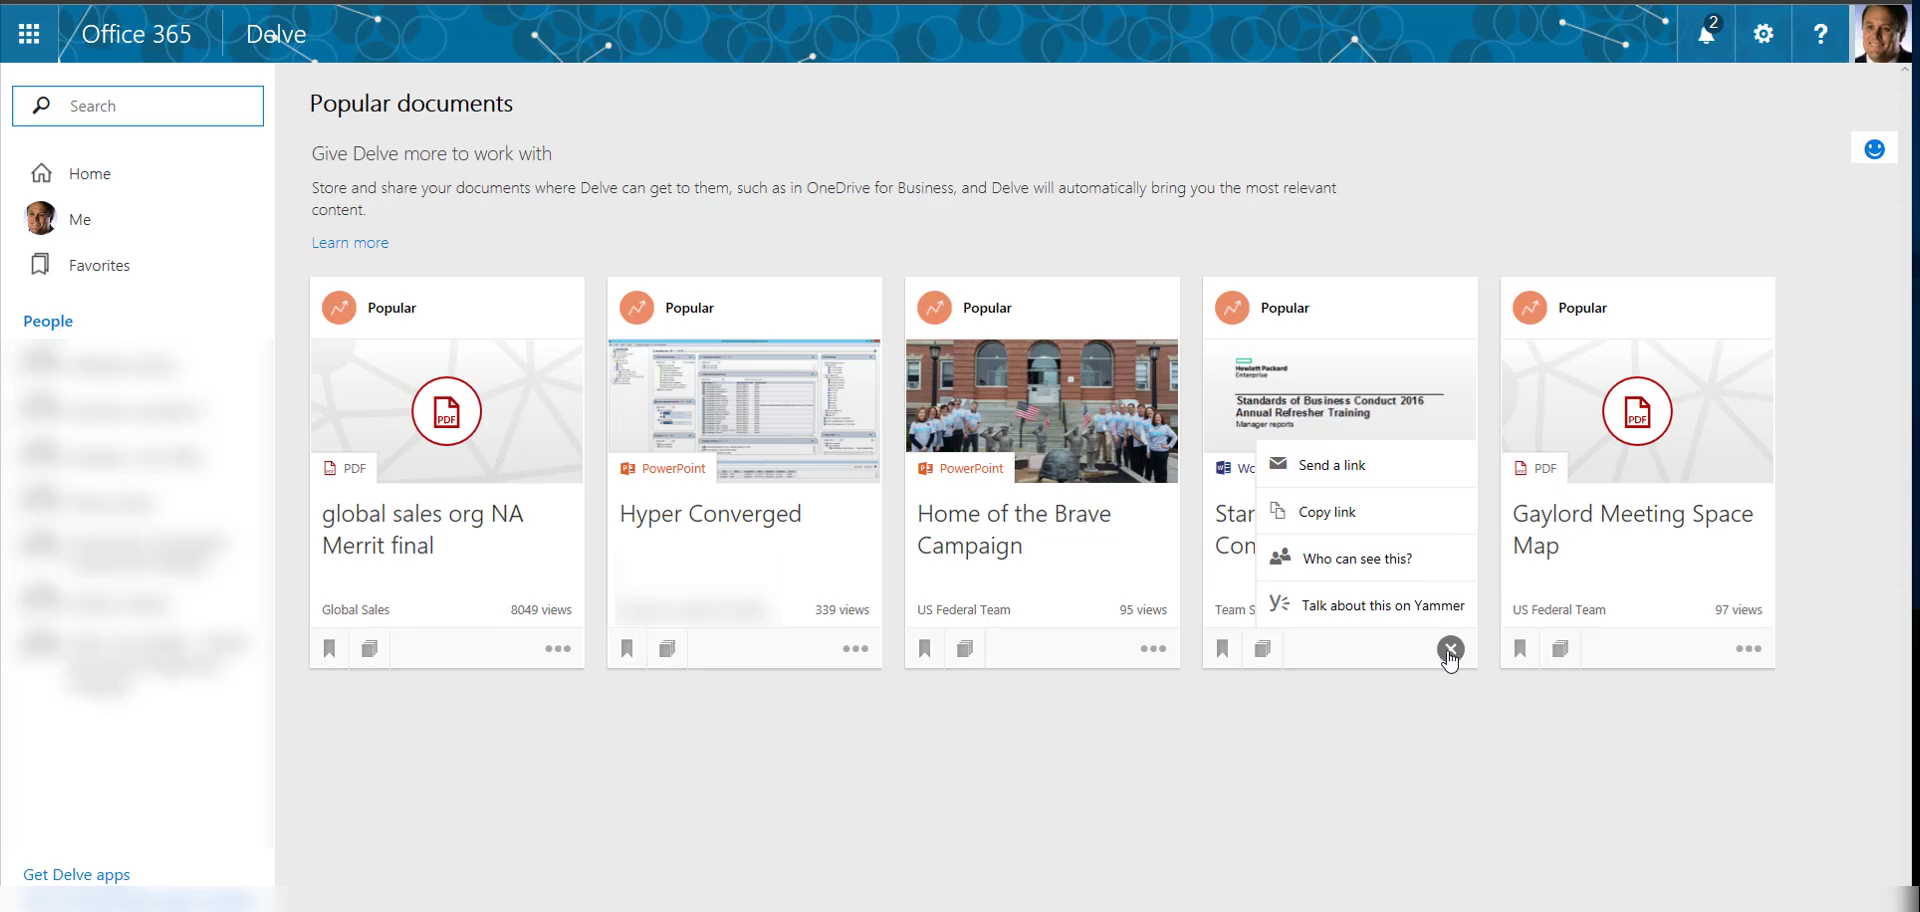 Office 365
Delve
2
?
Search
Home
Me
Favorites
People
Get Delve apps
Popular documents
Give Delve more to work with
Store and share your documents where Delve can get to them, such as in OneDrive for Business, and Delve will automatically bring you the most relevant
content.
Learn more
Popular
PDF
PDF
global sales org NA
Merrit final
Global Sales
8049 views
Popular
PowerPoint
Hyper Converged
339 views
Popular
PowerPoint
Home of the Brave
Campaign
US Federal Team
95 views
Popular
Hewlett Packard
Enterprise
Standards of Business Conduct 2016
Annual Refresher Training
Manager reports
Wo
Star
Con
Team S
Send a link
Copy link
Who can see this?
Talk about this on Yammer
Popular
PDF
PDF
Gaylord Meeting Space
Map
US Federal Team
97 views